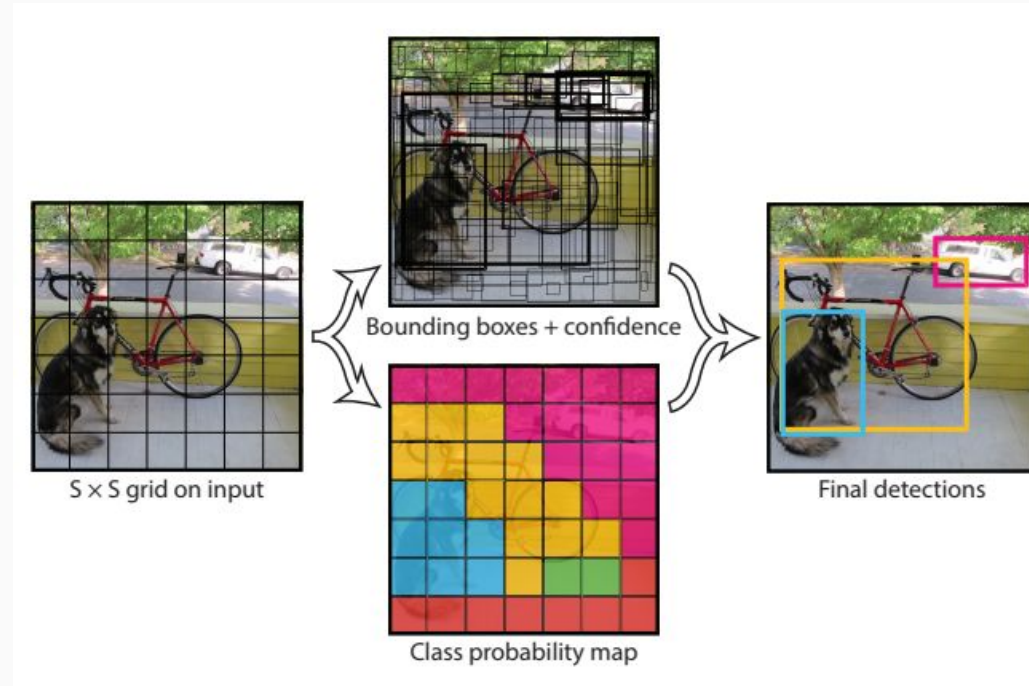 Bounding boxes + confidence
S × S grid on input
Final detections
Class probability map